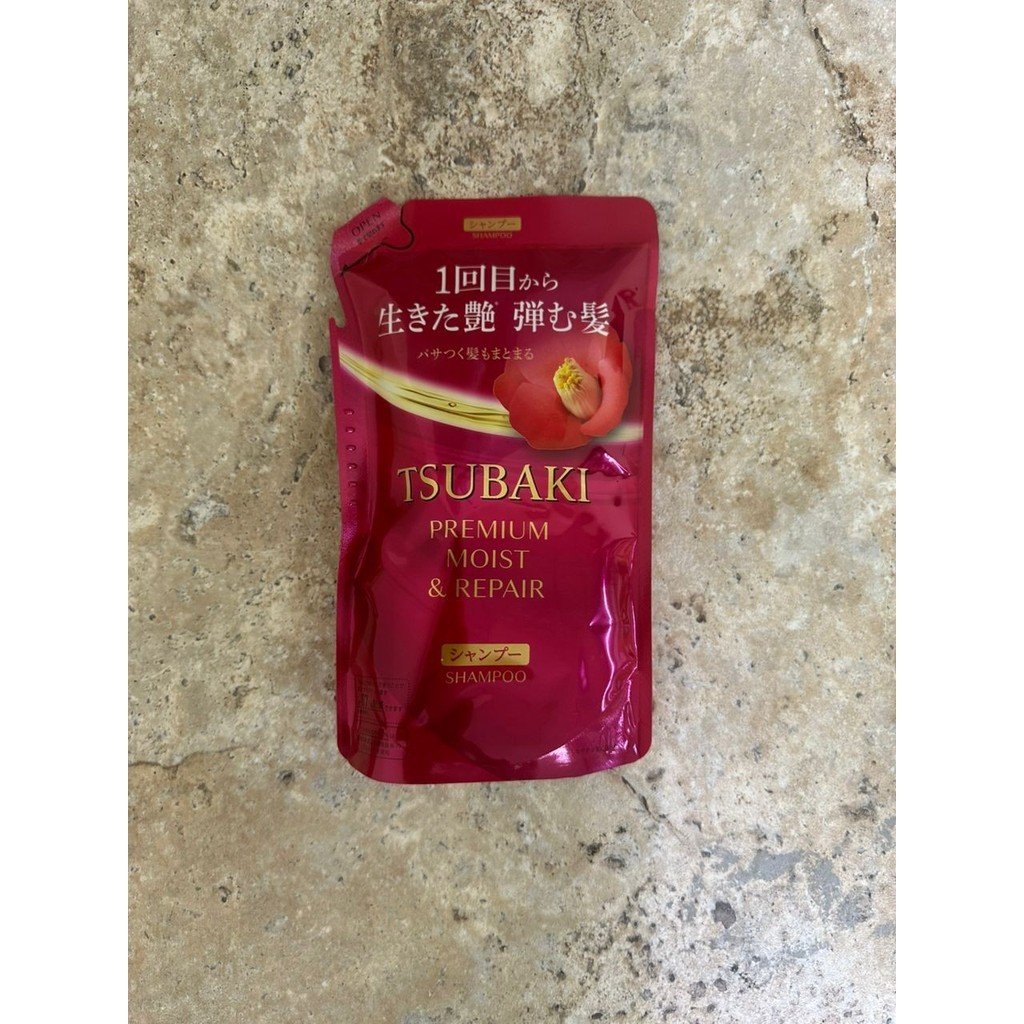 OPEN
シャンプー
SHAMPOO
1回目から
生きた艶* 弾む髪
パサつく髪もまとまる
TSUBAKI
PREMIUM
MOIST
& REPAIR
シャンプー
SHAMPOO